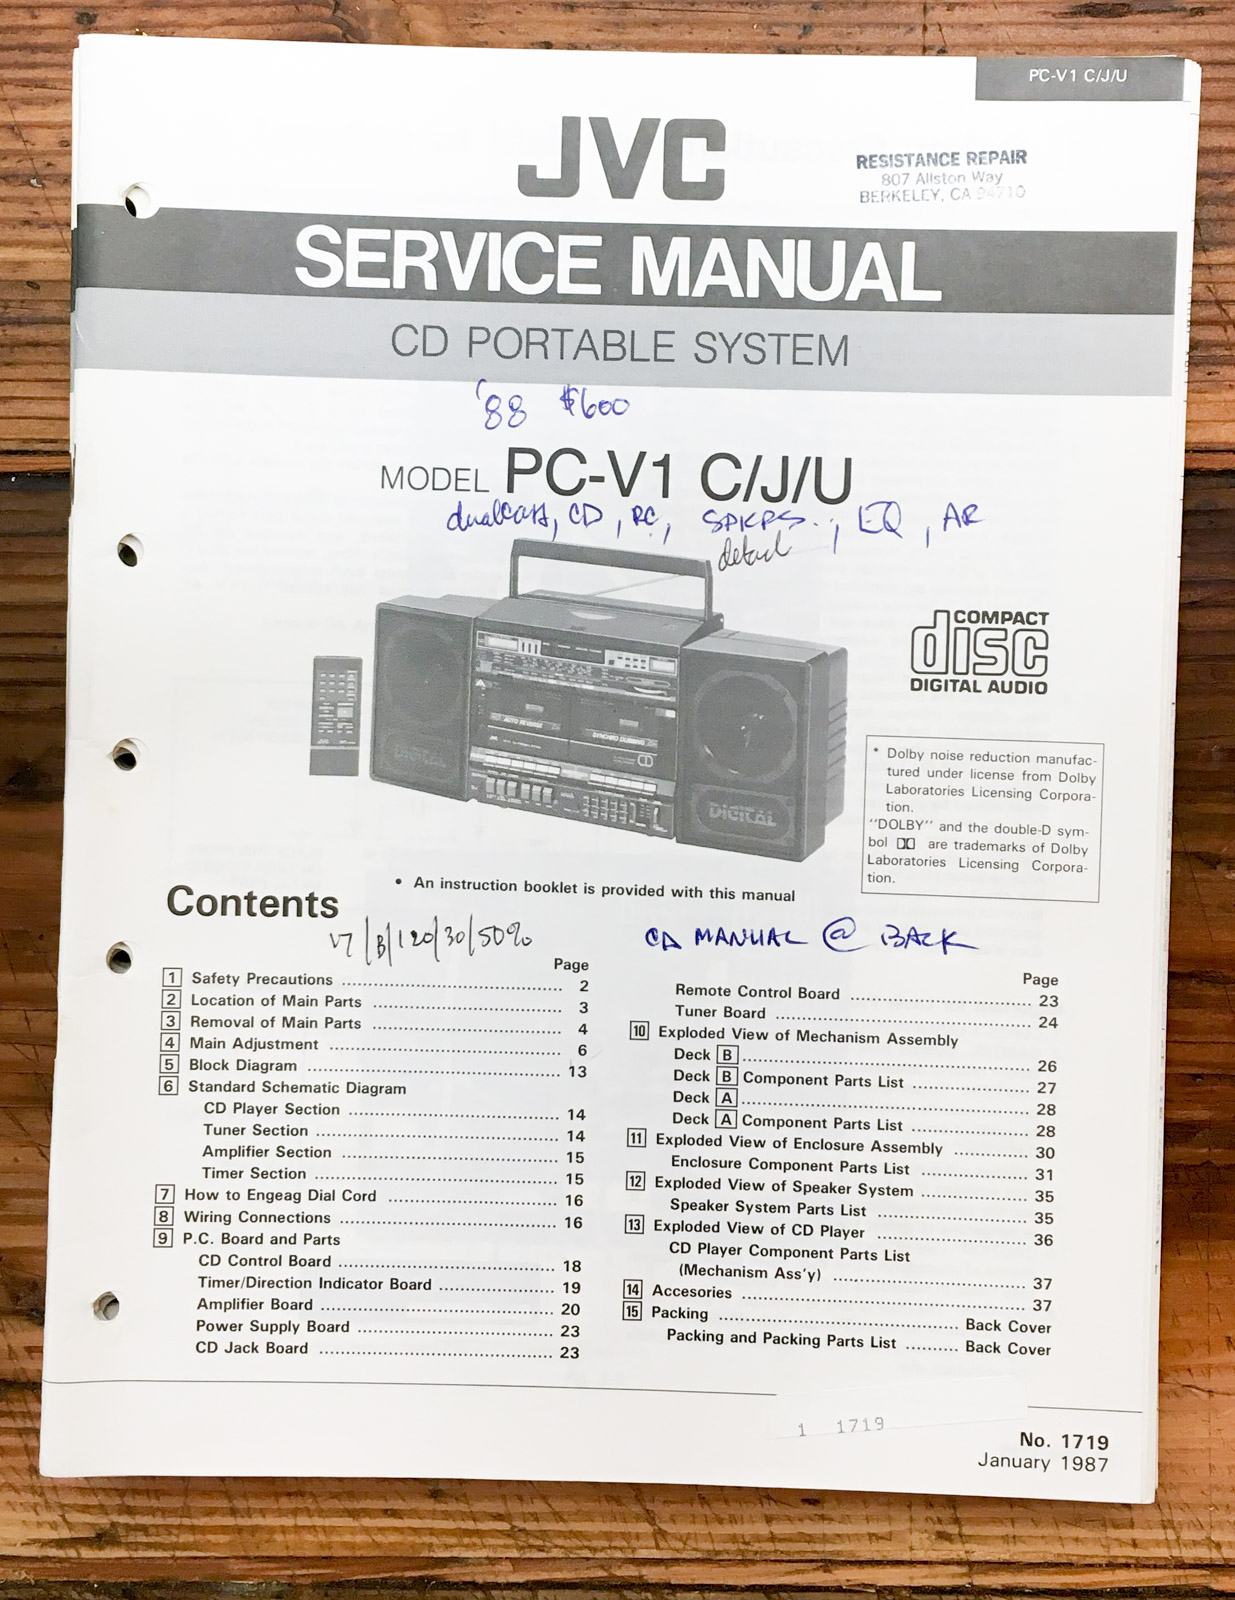 PC-V1 C/J/U
JVC
RESISTANCE REPAIR
807 Allston Way
BERKELEY, CA 94710
SERVICE MANUAL
CD PORTABLE SYSTEM
'88 $600
MODEL PC-V1 C/J/U
dualcass, CD, RC, SPKRS.., EQ, AR
detach
COMPACT
disc
DIGITAL AUDIO
AUTO REVERSE
SYNCHRO DUBBING
CD
DIGITAL
DIGITAL
* Dolby noise reduction manufac-
tured under license from Dolby
Laboratories Licensing Corpora-
tion.
"DOLBY" and the double-D sym-
bol are trademarks of Dolby
Laboratories Licensing Corpora-
tion.
• An instruction booklet is provided with this manual
Contents
/B/120/30/50%
CD MANUAL @ BACK
Page
1 Safety Precautions 2
2 Location of Main Parts 3
3 Removal of Main Parts 4
4 Main Adjustment 6
5 Block Diagram 13
6 Standard Schematic Diagram
CD Player Section 14
Tuner Section 14
Amplifier Section 15
Timer Section 15
7 How to Engeag Dial Cord 16
8 Wiring Connections 16
9 P.C. Board and Parts
CD Control Board 18
Timer/Direction Indicator Board 19
Amplifier Board 20
Power Supply Board 23
CD Jack Board 23
Page
Remote Control Board 23
Tuner Board 24
10 Exploded View of Mechanism Assembly
Deck B 26
Deck B Component Parts List 27
Deck A 28
Deck A Component Parts List 28
11 Exploded View of Enclosure Assembly 30
Enclosure Component Parts List 31
12 Exploded View of Speaker System 35
Speaker System Parts List 35
13 Exploded View of CD Player 36
CD Player Component Parts List
(Mechanism Ass'y) 37
14 Accesories 37
15 Packing Back Cover
Packing and Packing Parts List Back Cover
1 1719
No. 1719
January 1987